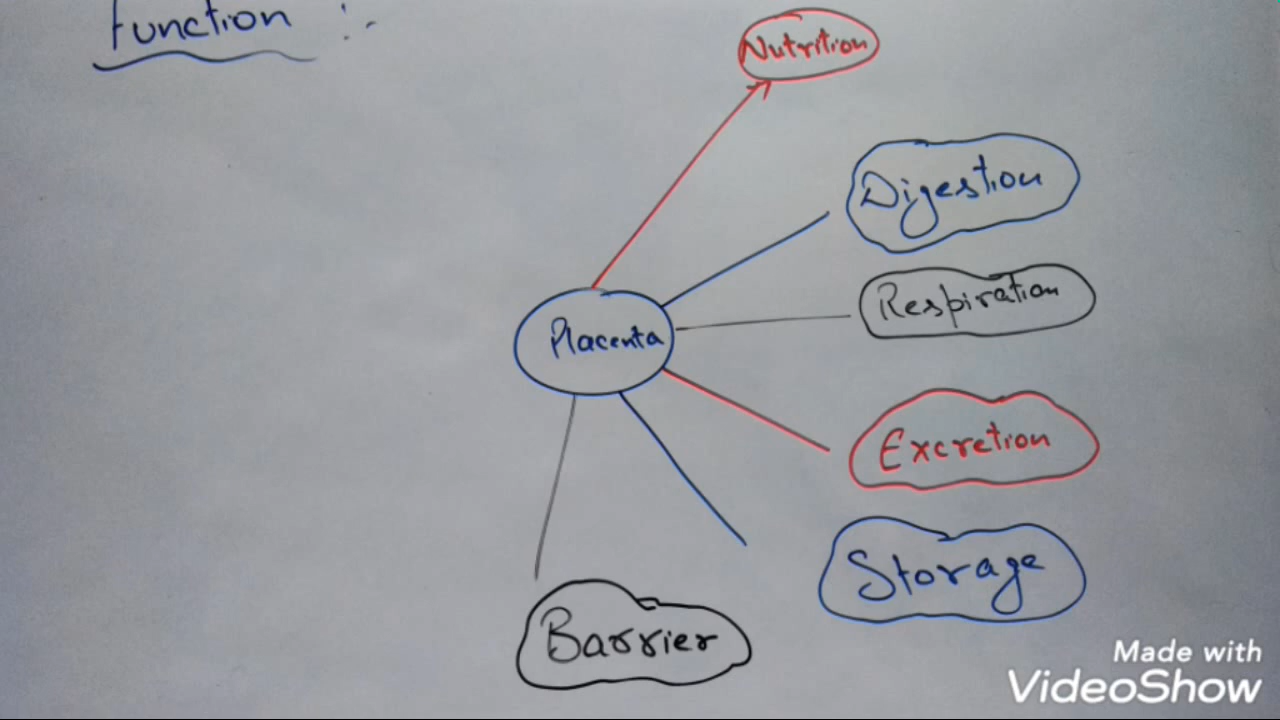 Function :-
Nutrition
Digestion
Respiration
Placenta
Excretion
Storage
Barrier
Made with
VideoShow